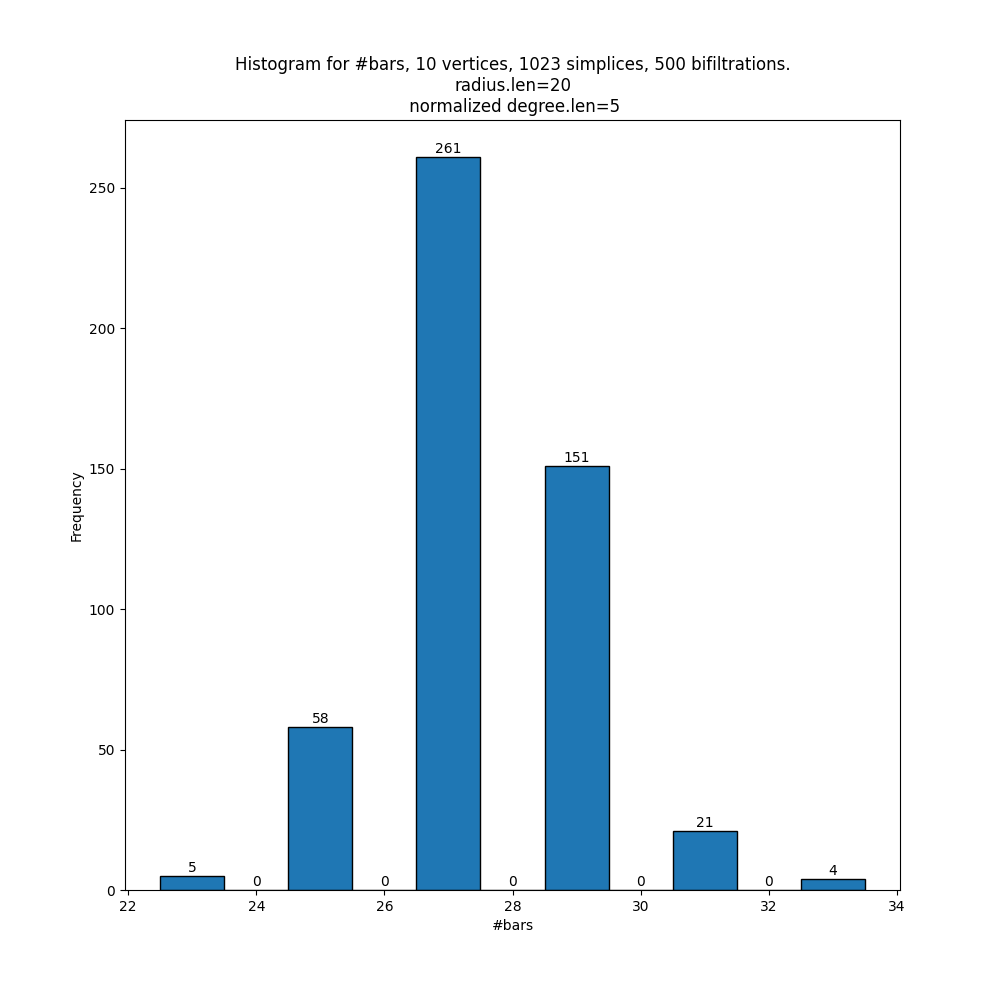 Histogram for #bars, 10 vertices, 1023 simplices, 500 bifiltrations.
radius.len=20
normalized degree.len=5
261
250
200
151
150
Frequency
100
58
50
21
5
4
0 0 0 0 0
0
22 24 26 28 30 32 34
#bars